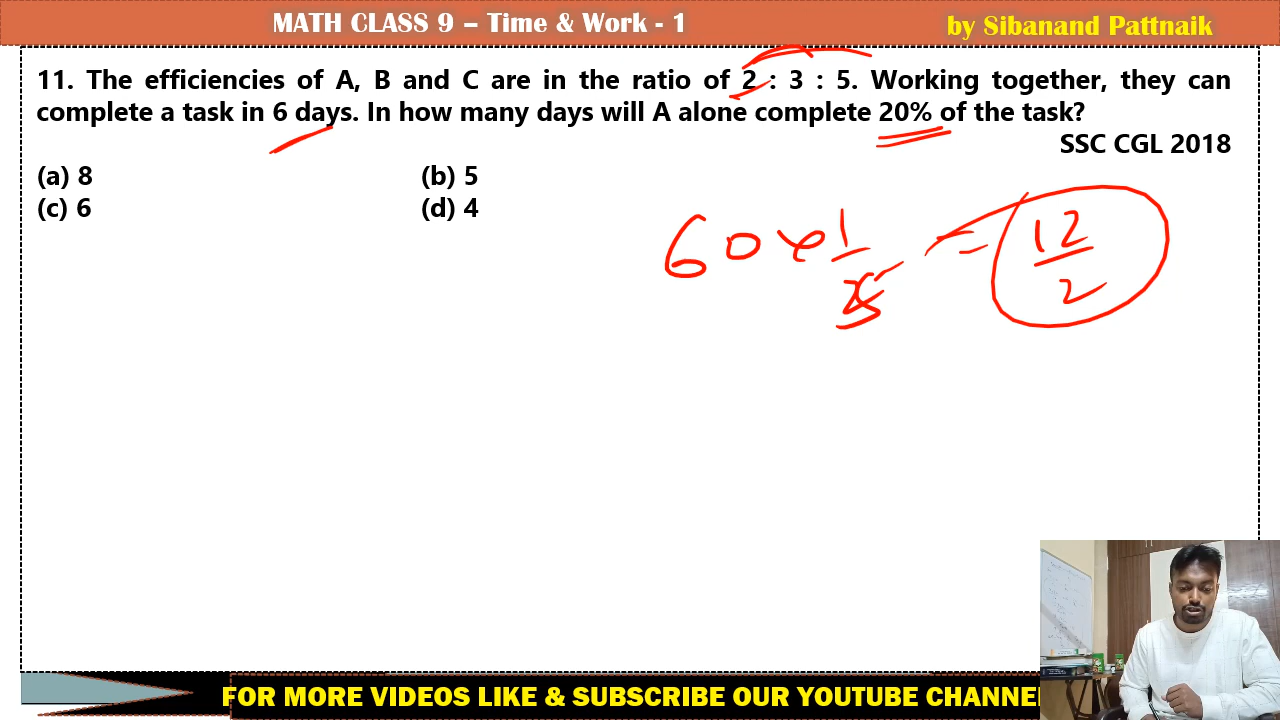 MATH CLASS 9 – Time & Work - 1
by Sibanand Pattnaik
11. The efficiencies of A, B and C are in the ratio of 2 : 3 : 5. Working together, they can
complete a task in 6 days. In how many days will A alone complete 20% of the task?
SSC CGL 2018
(a) 8
(b) 5
(c) 6
(d) 4
60 × 1/5 = 12/2
FOR MORE VIDEOS LIKE & SUBSCRIBE OUR YOUTUBE CHANNE